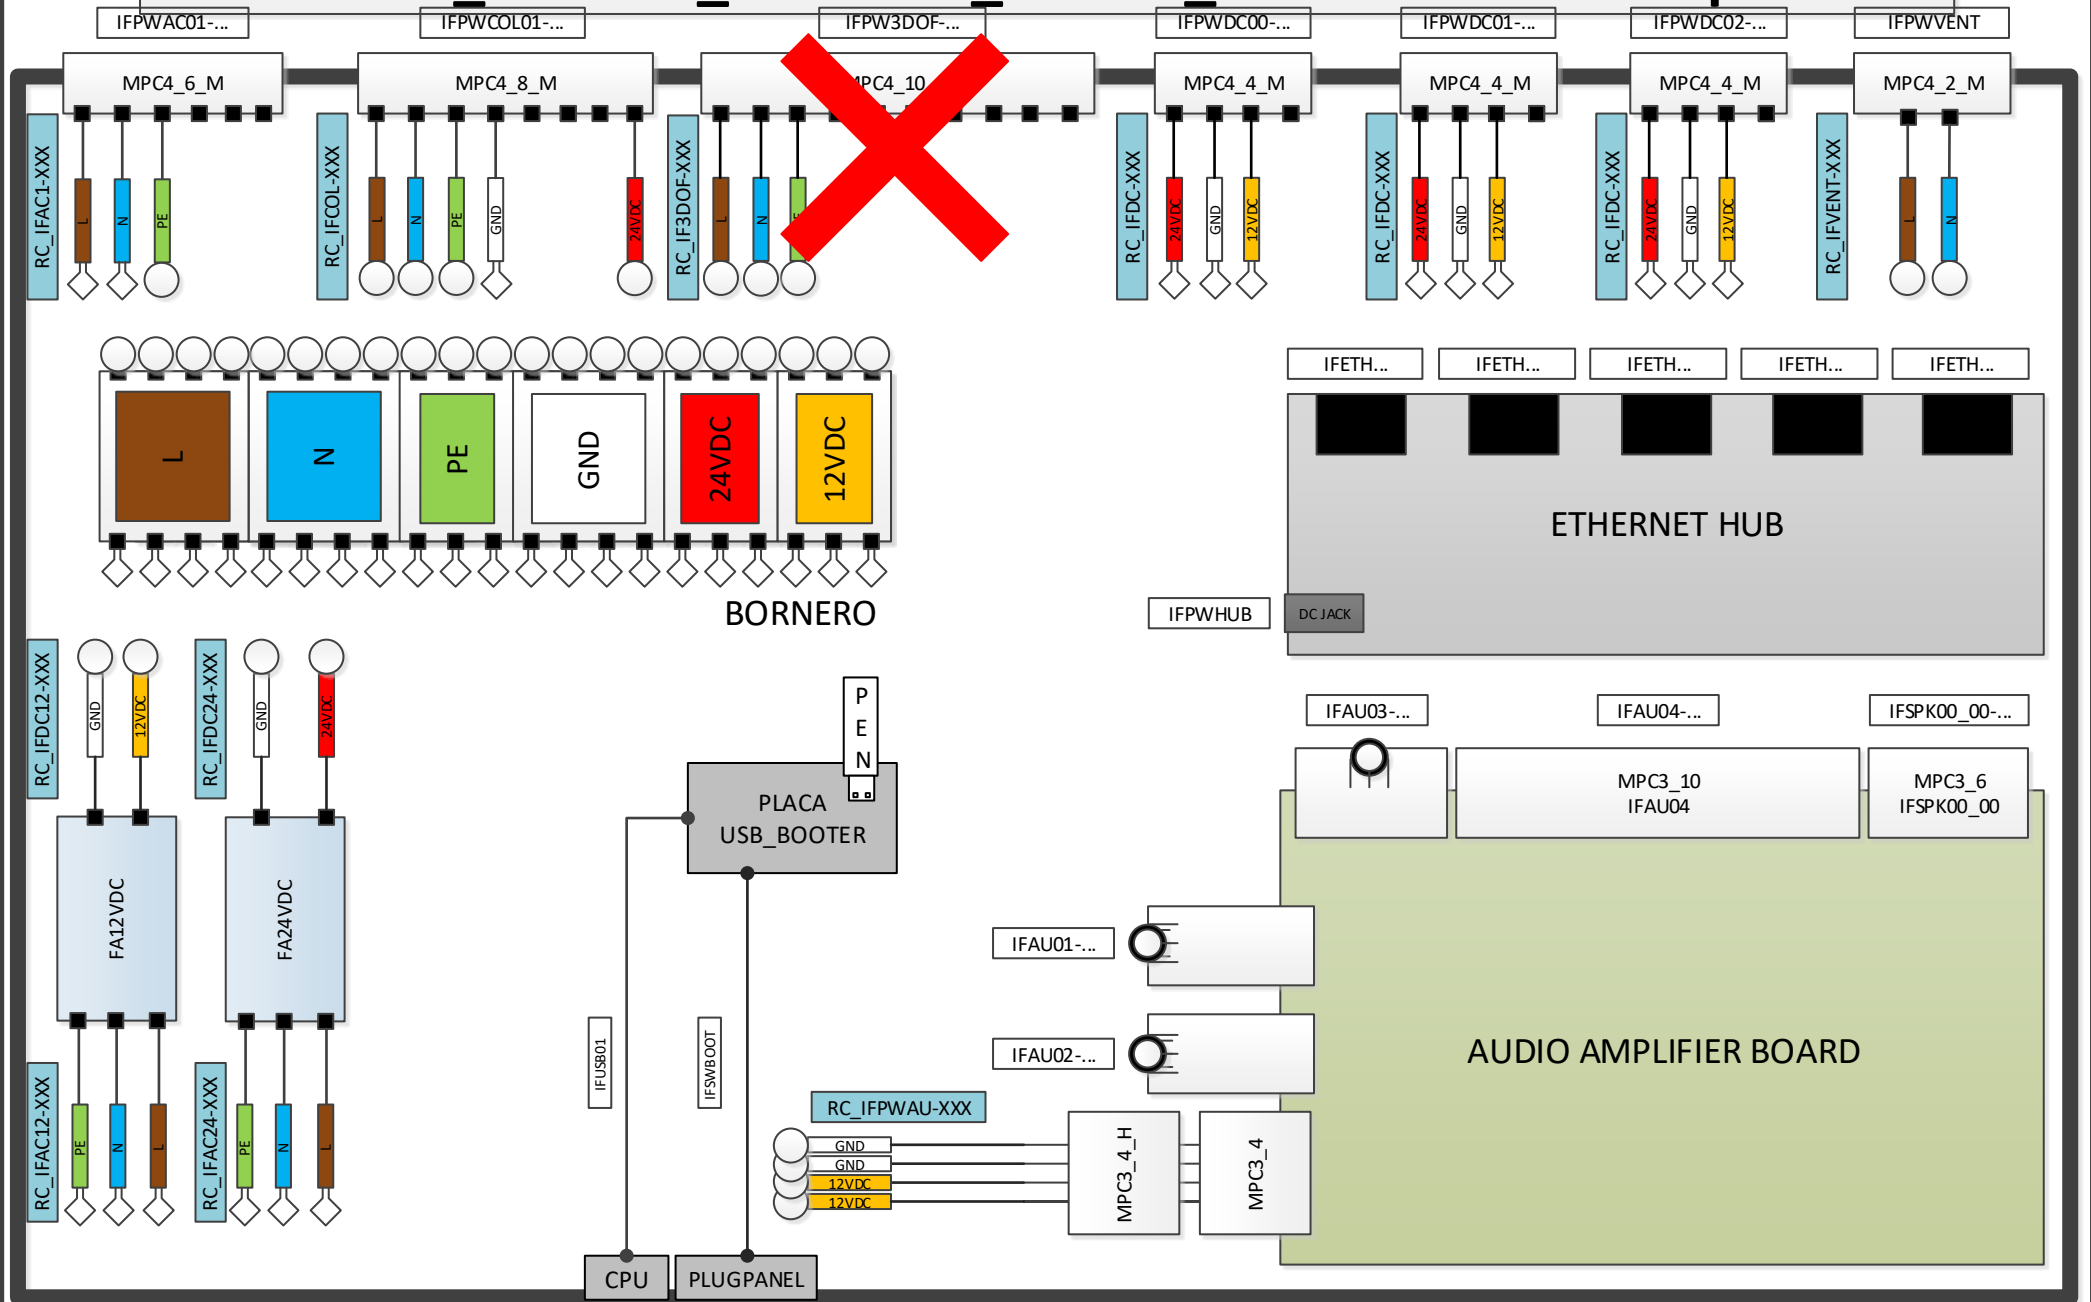 IFPWAC01-...
IFPWCOL01-...
IFPW3DOF-...
IFPWDC00-...
IFPWDC01-...
IFPWDC02-...
IFPWVENT
MPC4_6_M
MPC4_8_M
MPC4_10
MPC4_4_M
MPC4_4_M
MPC4_4_M
MPC4_2_M
RC_IFAC1-XXX
L
N
PE
RC_IFCOL-XXX
L
N
PE
GND
24VDC
RC_IF3DOF-XXX
L
N
RC_IFDC-XXX
24VDC
GND
12VDC
RC_IFDC-XXX
24VDC
GND
12VDC
RC_IFDC-XXX
24VDC
GND
12VDC
RC_IFVENT-XXX
L
N
L
N
PE
GND
24VDC
12VDC
BORNERO
IFETH...
IFETH...
IFETH...
IFETH...
IFETH...
ETHERNET HUB
IFPWHUB
DC JACK
RC_IFDC12-XXX
GND
12VDC
RC_IFDC24-XXX
GND
24VDC
FA12VDC
FA24VDC
RC_IFAC12-XXX
PE
N
L
RC_IFAC24-XXX
PE
N
L
PEN
PLACA
USB_BOOTER
IFUSB01
IFSWBOOT
CPU
PLUGPANEL
IFAU03-...
IFAU04-...
IFSPK00_00-...
MPC3_10
IFAU04
MPC3_6
IFSPK00_00
IFAU01-...
IFAU02-...
AUDIO AMPLIFIER BOARD
RC_IFPWAU-XXX
GND
GND
12VDC
12VDC
MPC3_4_H
MPC3_4